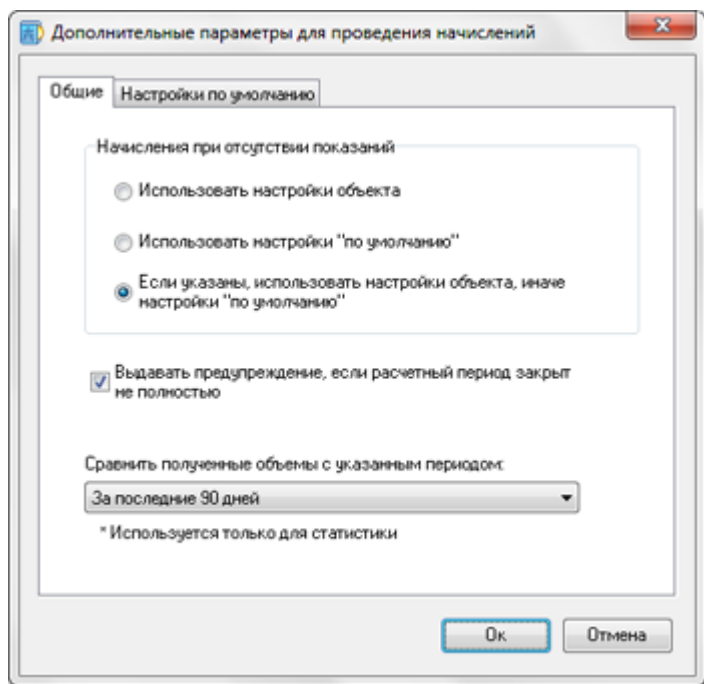 Дополнительные параметры для проведения начислений
Общие
Настройки по умолчанию
Начисления при отсутствии показаний
Использовать настройки объекта
Использовать настройки "по умолчанию"
Если указаны, использовать настройки объекта, иначе
настройки "по умолчанию"
Выдавать предупреждение, если расчетный период закрыт
не полностью
Сравнить полученные объемы с указанным периодом:
За последние 90 дней
* Используется только для статистики
Ок
Отмена